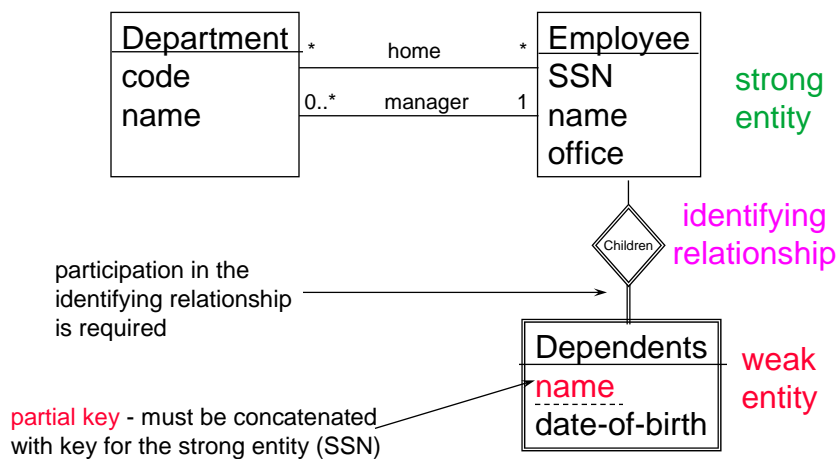 Department
code
name
* home *
0..* manager 1
Employee
SSN
name
office
strong
entity
Children
identifying
relationship
participation in the
identifying relationship
is required
Dependents
name
date-of-birth
weak
entity
partial key - must be concatenated
with key for the strong entity (SSN)